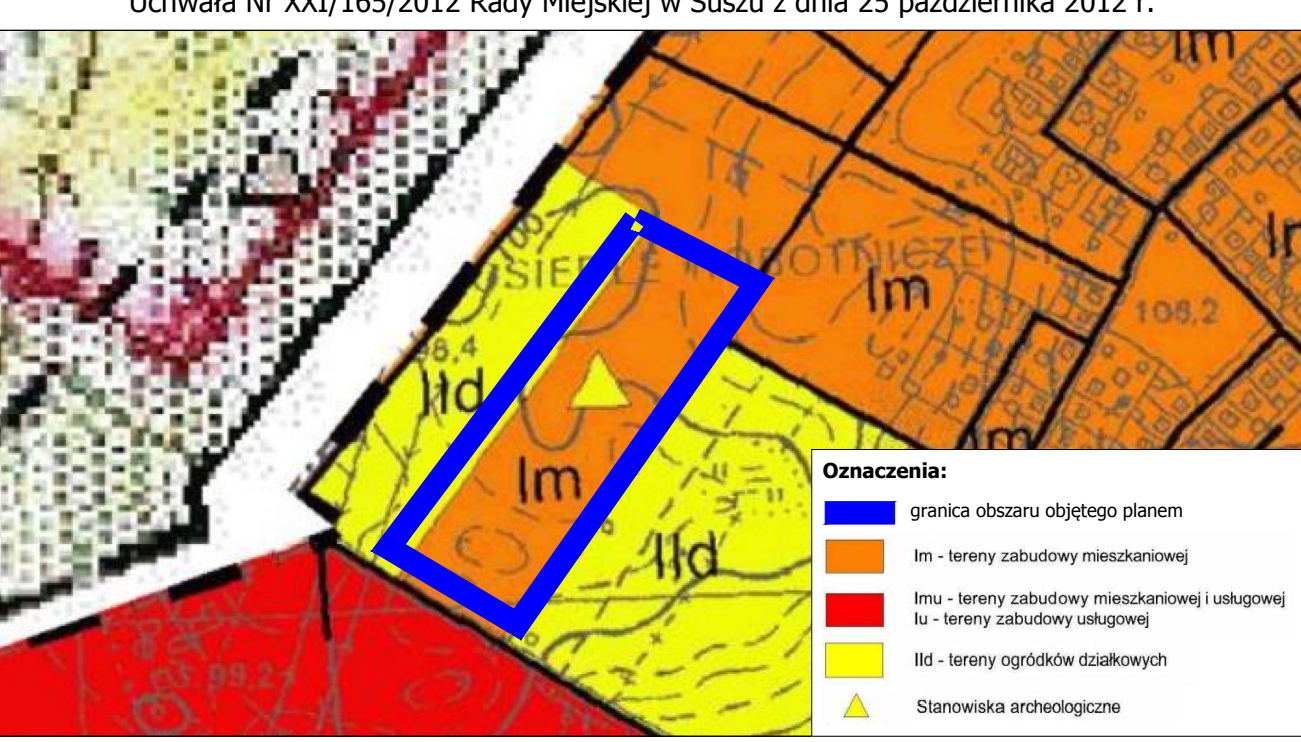 Uchwała Nr XXI/165/2012 Rady Miejskiej w Suszu z dnia 25 października 2012 r.
Im
Im
108,2
98,4
IId
Im
Im
IId
99,2
Oznaczenia:
granica obszaru objętego planem
Im - tereny zabudowy mieszkaniowej
Imu - tereny zabudowy mieszkaniowej i usługowej
Iu - tereny zabudowy usługowej
IId - tereny ogródków działkowych
Stanowiska archeologiczne